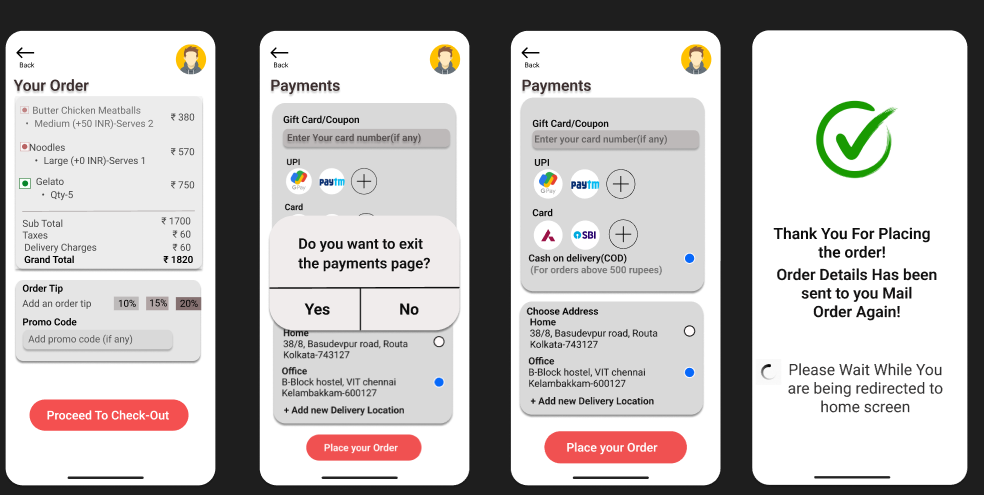 Back
Your Order
Butter Chicken Meatballs
• Medium (+50 INR)-Serves 2 ₹ 380
Noodles
• Large (+0 INR)-Serves 1 ₹ 570
Gelato
• Qty-5 ₹ 750
Sub Total ₹ 1700
Taxes ₹ 60
Delivery Charges ₹ 60
Grand Total ₹ 1820
Order Tip
Add an order tip 10% 15% 20%
Promo Code
Add promo code (if any)
Proceed To Check-Out
Back
Payments
Gift Card/Coupon
Enter Your card number(if any)
UPI
G Pay paytm
Card
Do you want to exit
the payments page?
Yes No
Home
38/8, Basudevpur road, Routa
Kolkata-743127
Office
B-Block hostel, VIT chennai
Kelambakkam-600127
+ Add new Delivery Location
Place your Order
Back
Payments
Gift Card/Coupon
Enter your card number(if any)
UPI
G Pay paytm
Card
SBI
Cash on delivery(COD)
(For orders above 500 rupees)
Choose Address
Home
38/8, Basudevpur road, Routa
Kolkata-743127
Office
B-Block hostel, VIT chennai
Kelambakkam-600127
+ Add new Delivery Location
Place your Order
Thank You For Placing
the order!
Order Details Has been
sent to you Mail
Order Again!
Please Wait While You
are being redirected to
home screen